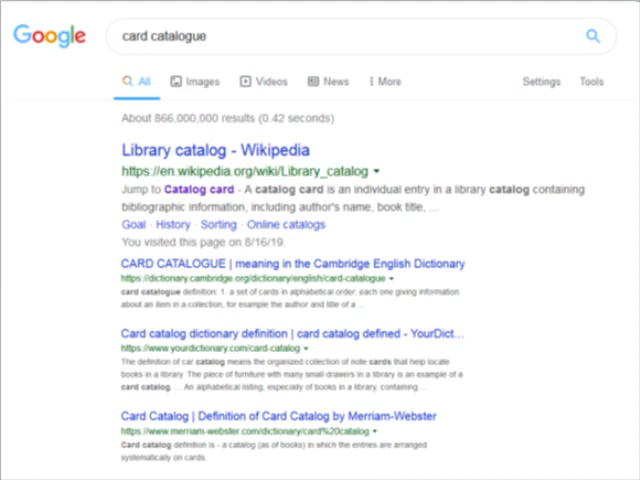 Google
card catalogue
All Images Videos News More Settings Tools
About 866,000,000 results (0.42 seconds)
Library catalog - Wikipedia
https://en.wikipedia.org/wiki/Library_catalog
Jump to Catalog card - A catalog card is an individual entry in a library catalog containing
bibliographic information, including author's name, book title, ...
Goal · History · Sorting · Online catalogs
You visited this page on 8/16/19.
CARD CATALOGUE | meaning in the Cambridge English Dictionary
https://dictionary.cambridge.org/dictionary/english/card-catalogue
card catalogue definition: 1. a set of cards in alphabetical order, each one giving information
about an item in a collection, for example the author and title of a ...
Card catalog dictionary definition | card catalog defined - YourDict...
https://www.yourdictionary.com/card-catalog
The definition of car catalog means the organized collection of note cards that help locate
books in a library. The piece of furniture with many small drawers in a library is an example of a
card catalog. ... An alphabetical listing, especially of books in a library, containing ...
Card Catalog | Definition of Card Catalog by Merriam-Webster
https://www.merriam-webster.com/dictionary/card%20catalog
Card catalog definition is - a catalog (as of books) in which the entries are arranged
systematically on cards.